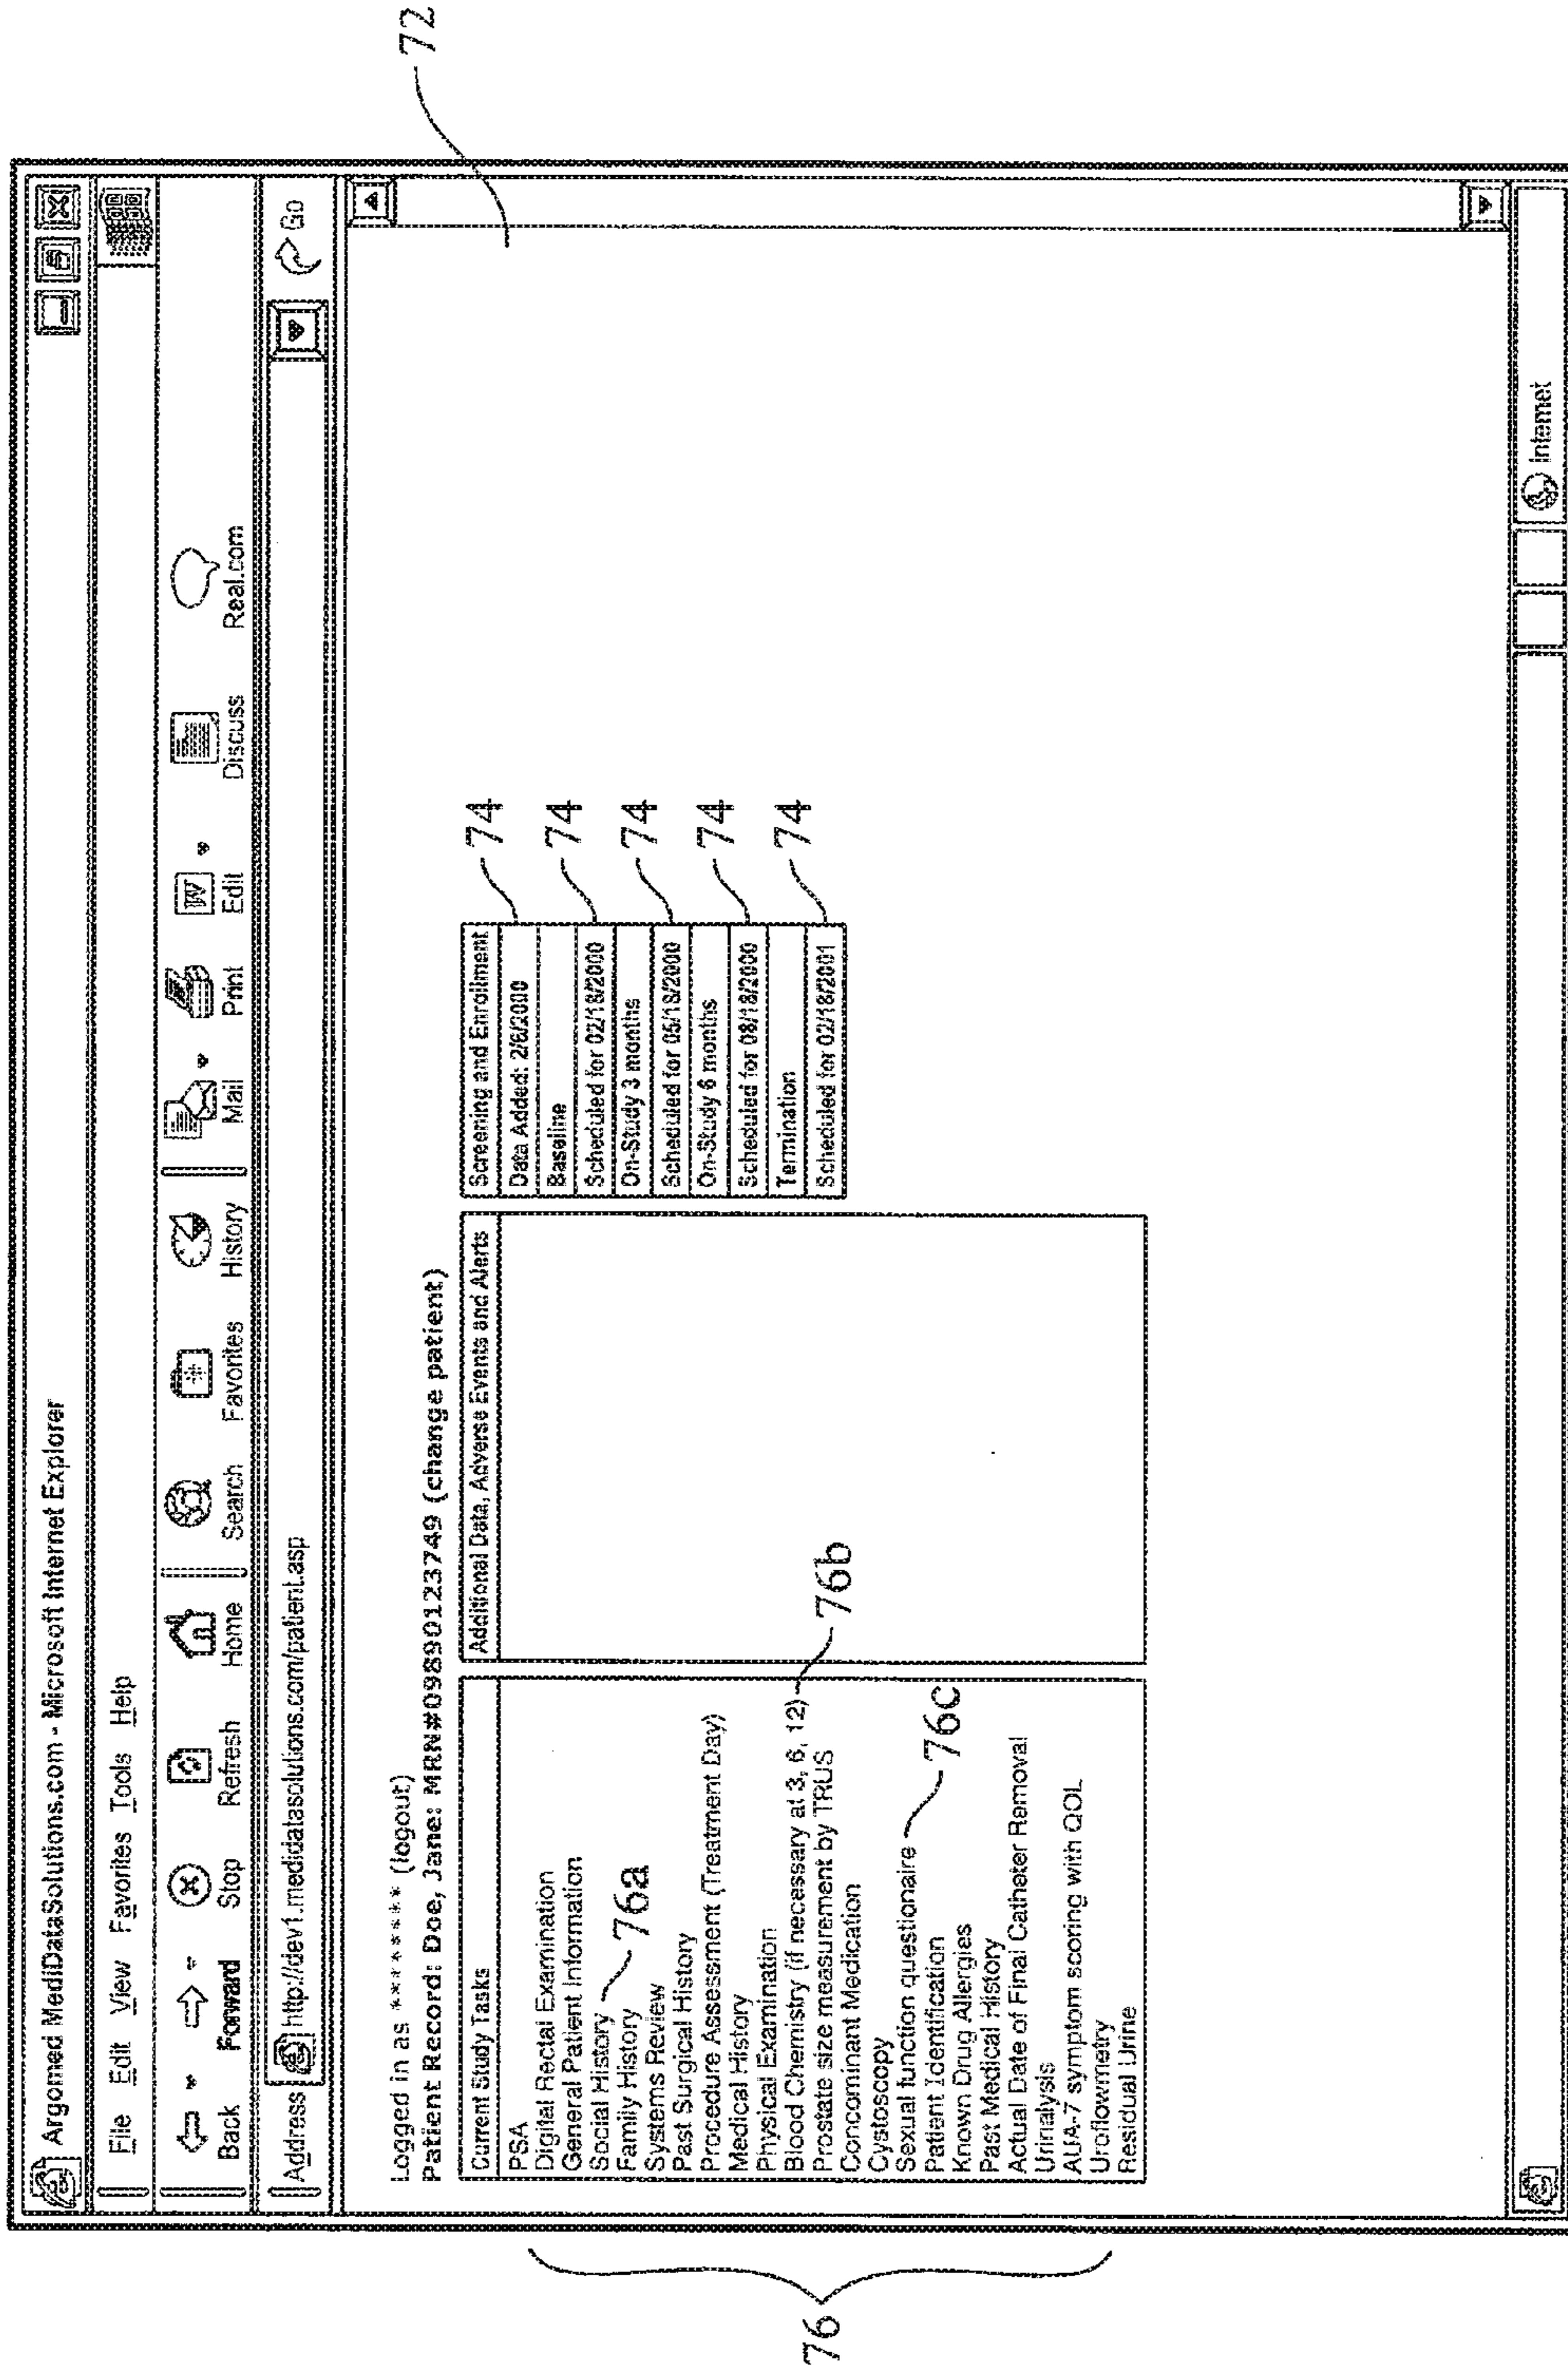 Argomed MediDataSolutions.com - Microsoft Internet Explorer
File Edit View Favorites Tools Help
Back Forward Stop Refresh Home Search Favorites History Mail Print Edit Discuss Real.com
Address http://dev1.medidatasolutions.com/patient.asp Go
72
Logged in as ******** (logout)
Patient Record: Doe, Jane: MRN#09890123749 (change patient)
Current Study Tasks
PSA
Digital Rectal Examination
General Patient Information
Social History
Family History 76a
Systems Review
Past Surgical History
Procedure Assessment (Treatment Day)
Medical History
Physical Examination
Blood Chemistry (if necessary at 3, 6, 12) 76b
Prostate size measurement by TRUS
Concominant Medication
Cystoscopy
Sexual function questionaire 76c
Patient Identification
Known Drug Allergies
Past Medical History
Actual Date of Final Catheter Removal
Urinalysis
AUA-7 symptom scoring with QOL
Uroflowmetry
Residual Urine
76
Additional Data, Adverse Events and Alerts
Screening and Enrollment
Data Added: 2/6/2000 74
Baseline
Scheduled for 02/18/2000 74
On-Study 3 months
Scheduled for 05/18/2000 74
On-Study 6 months
Scheduled for 08/18/2000 74
Termination
Scheduled for 02/18/2001 74
Internet